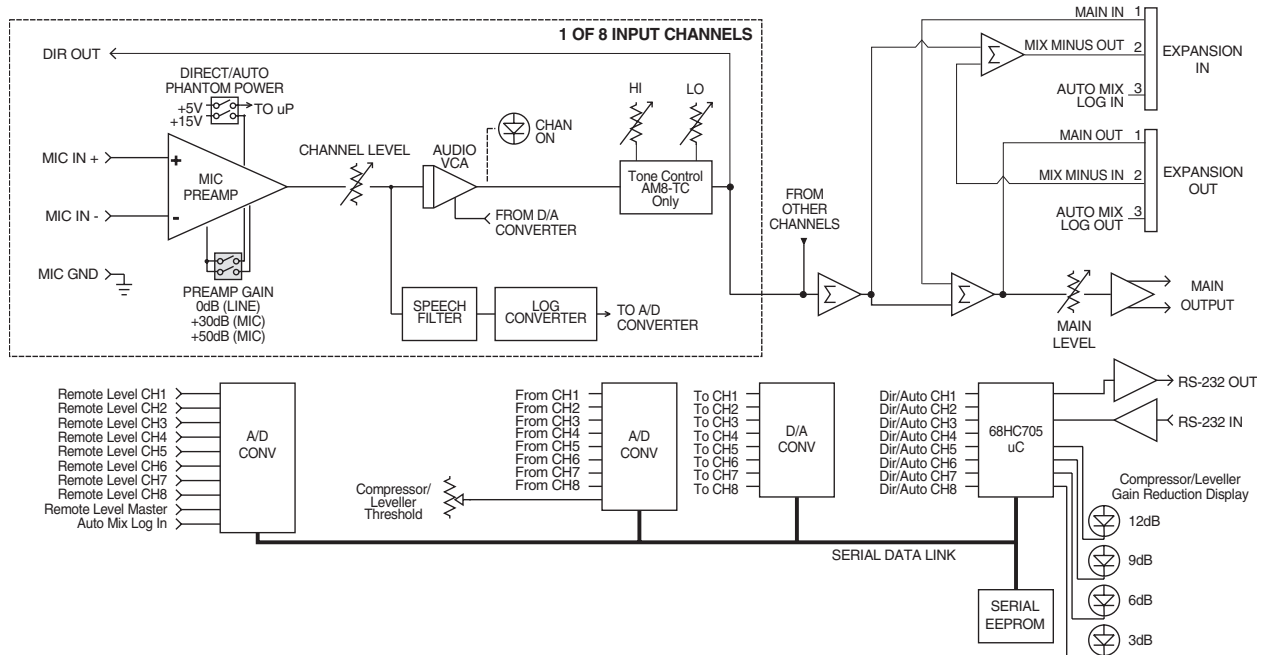 1 OF 8 INPUT CHANNELS
DIR OUT
DIRECT/AUTO
PHANTOM POWER
+5V
+15V
TO uP
MIC IN +
MIC IN -
MIC GND
+
-
MIC
PREAMP
PREAMP GAIN
0dB (LINE)
+30dB (MIC)
+50dB (MIC)
CHANNEL LEVEL
AUDIO
VCA
CHAN
ON
FROM D/A
CONVERTER
HI
LO
Tone Control
AM8-TC
Only
SPEECH
FILTER
LOG
CONVERTER
TO A/D
CONVERTER
FROM
OTHER
CHANNELS
Σ
Σ
Σ
MAIN IN 1
MIX MINUS OUT 2
AUTO MIX 3
LOG IN
EXPANSION
IN
MAIN OUT 1
MIX MINUS IN 2
AUTO MIX 3
LOG OUT
EXPANSION
OUT
MAIN
LEVEL
MAIN
OUTPUT
Remote Level CH1
Remote Level CH2
Remote Level CH3
Remote Level CH4
Remote Level CH5
Remote Level CH6
Remote Level CH7
Remote Level CH8
Remote Level Master
Auto Mix Log In
A/D
CONV
Compressor/
Leveller
Threshold
From CH1
From CH2
From CH3
From CH4
From CH5
From CH6
From CH7
From CH8
A/D
CONV
To CH1
To CH2
To CH3
To CH4
To CH5
To CH6
To CH7
To CH8
D/A
CONV
Dir/Auto CH1
Dir/Auto CH2
Dir/Auto CH3
Dir/Auto CH4
Dir/Auto CH5
Dir/Auto CH6
Dir/Auto CH7
Dir/Auto CH8
68HC705
uC
RS-232 OUT
RS-232 IN
Compressor/Leveller
Gain Reduction Display
12dB
9dB
6dB
3dB
SERIAL DATA LINK
SERIAL
EEPROM